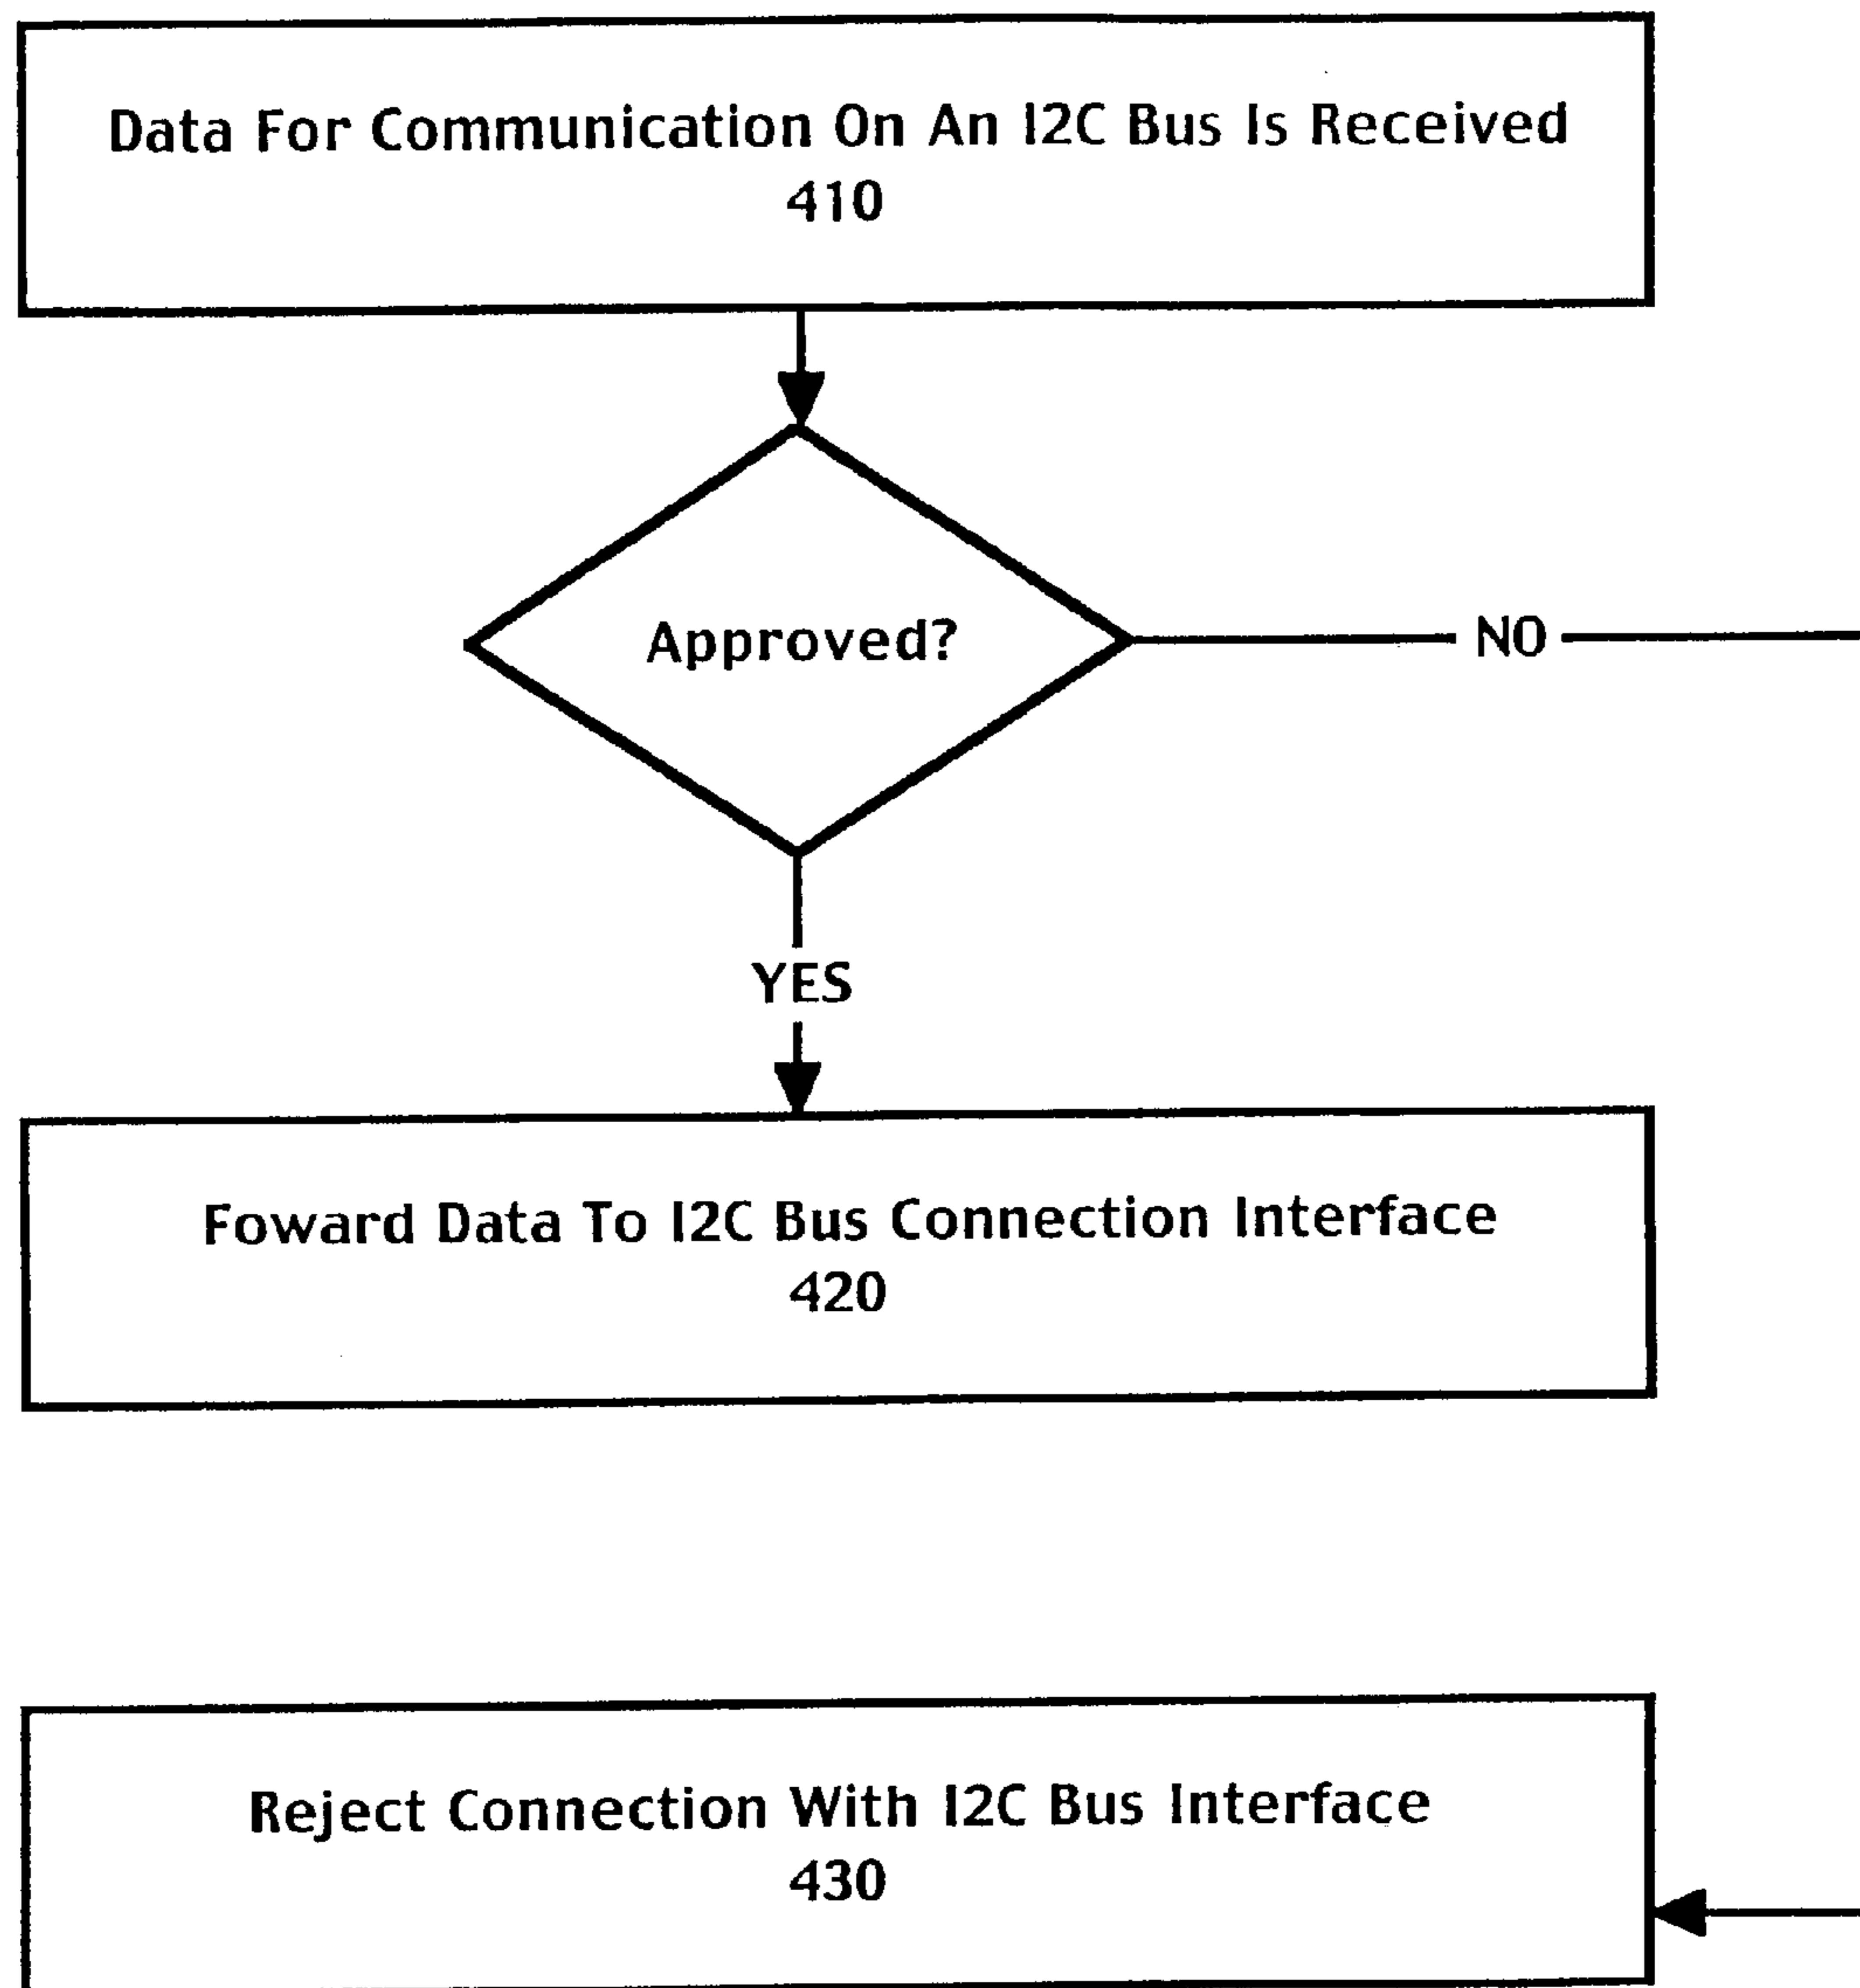 Data For Communication On An I2C Bus Is Received
410
Approved?
NO
YES
Foward Data To I2C Bus Connection Interface
420
Reject Connection With I2C Bus Interface
430